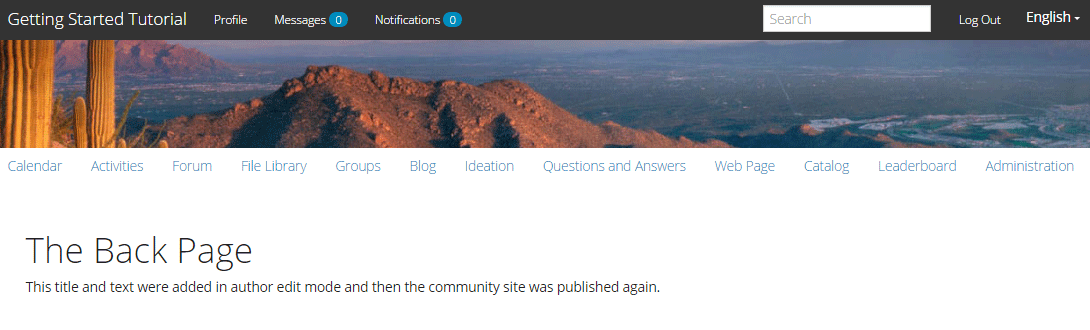 Getting Started Tutorial Profile Messages 0 Notifications 0 Search Log Out English
Calendar Activities Forum File Library Groups Blog Ideation Questions and Answers Web Page Catalog Leaderboard Administration
The Back Page
This title and text were added in author edit mode and then the community site was published again.